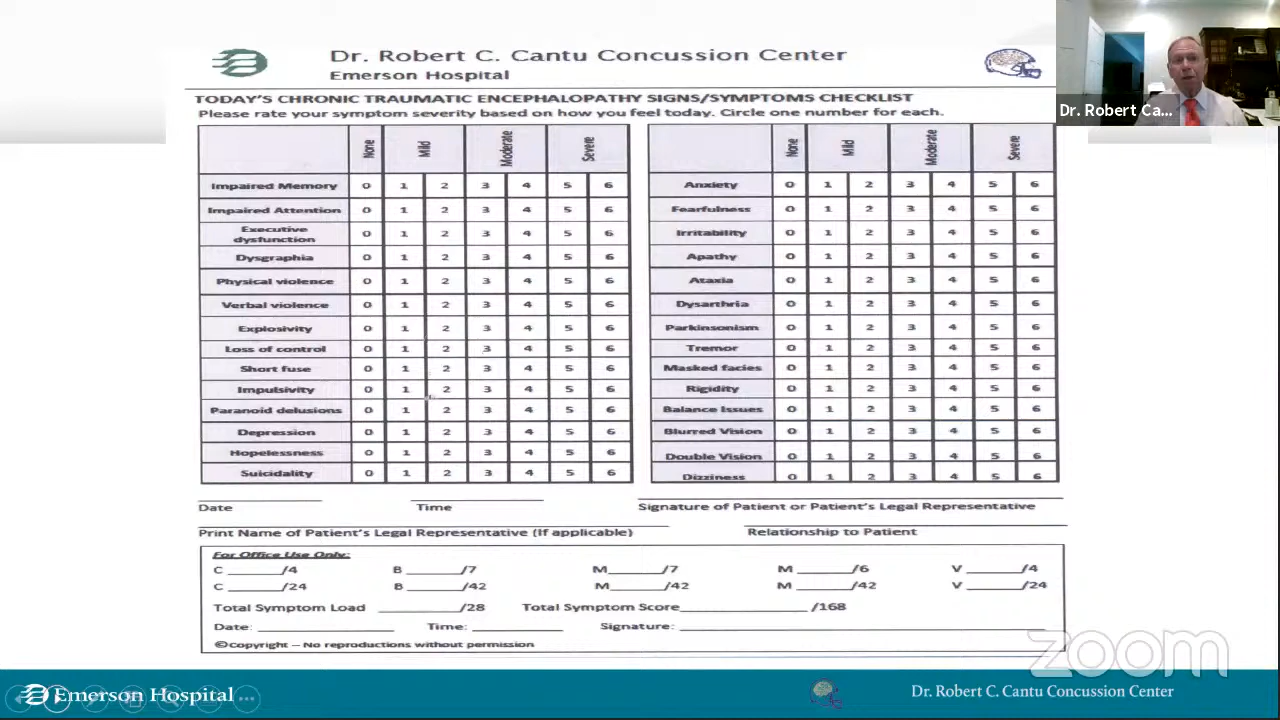 Dr. Robert C. Cantu Concussion Center
Emerson Hospital
TODAY'S CHRONIC TRAUMATIC ENCEPHALOPATHY SIGNS/SYMPTOMS CHECKLIST
Please rate your symptom severity based on how you feel today. Circle one number for each.
None Mild Moderate Severe
Impaired Memory 0 1 2 3 4 5 6
Impaired Attention 0 1 2 3 4 5 6
Executive dysfunction 0 1 2 3 4 5 6
Dysgraphia 0 1 2 3 4 5 6
Physical violence 0 1 2 3 4 5 6
Verbal violence 0 1 2 3 4 5 6
Explosivity 0 1 2 3 4 5 6
Loss of control 0 1 2 3 4 5 6
Short fuse 0 1 2 3 4 5 6
Impulsivity 0 1 2 3 4 5 6
Paranoid delusions 0 1 2 3 4 5 6
Depression 0 1 2 3 4 5 6
Hopelessness 0 1 2 3 4 5 6
Suicidality 0 1 2 3 4 5 6
None Mild Moderate Severe
Anxiety 0 1 2 3 4 5 6
Fearfulness 0 1 2 3 4 5 6
Irritability 0 1 2 3 4 5 6
Apathy 0 1 2 3 4 5 6
Ataxia 0 1 2 3 4 5 6
Dysarthria 0 1 2 3 4 5 6
Parkinsonism 0 1 2 3 4 5 6
Tremor 0 1 2 3 4 5 6
Masked facies 0 1 2 3 4 5 6
Rigidity 0 1 2 3 4 5 6
Balance Issues 0 1 2 3 4 5 6
Blurred Vision 0 1 2 3 4 5 6
Double Vision 0 1 2 3 4 5 6
Dizziness 0 1 2 3 4 5 6
Date Time Signature of Patient or Patient's Legal Representative
Print Name of Patient's Legal Representative (If applicable) Relationship to Patient
For Office Use Only:
C ______/4 B ______/7 M______/7 M ______/6 V ______/4
C ______/24 B ______/42 M______/42 M ______/42 V ______/24
Total Symptom Load ________/28 Total Symptom Score____________/168
Date: ____________ Time: ________ Signature: ____________
©Copyright – No reproductions without permission
Dr. Robert Ca...
zoom
Emerson Hospital
Dr. Robert C. Cantu Concussion Center